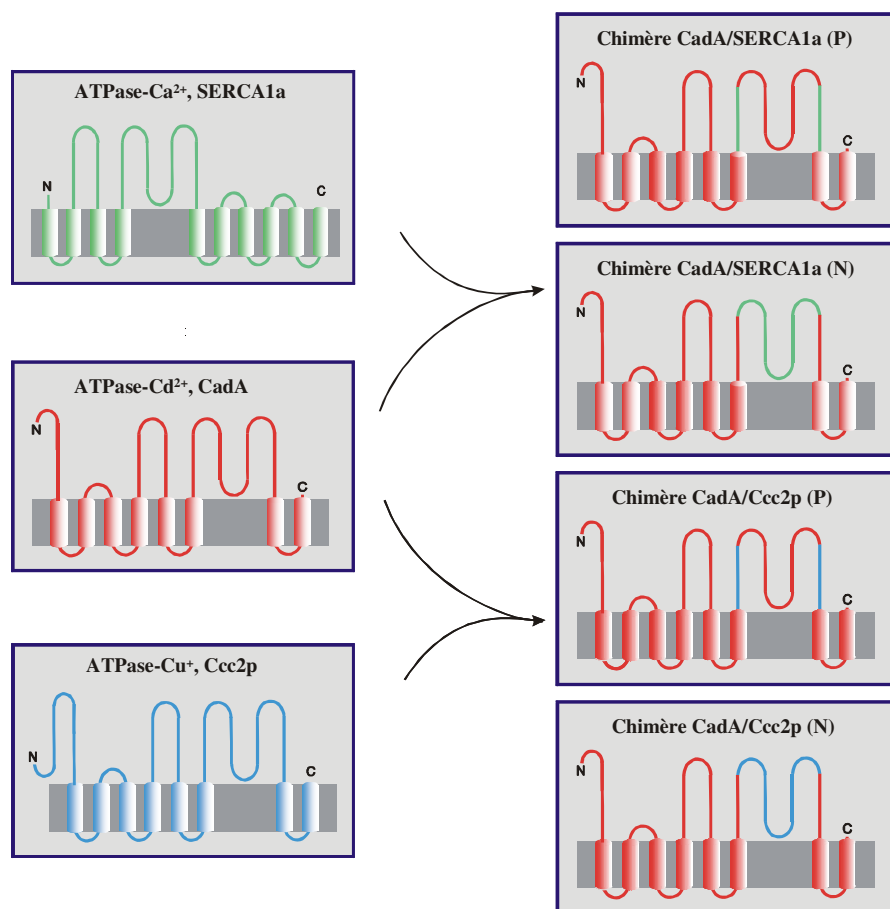 ATPase-Ca²⁺, SERCA1a
N
C
:
ATPase-Cd²⁺, CadA
N
C
ATPase-Cu⁺, Ccc2p
N
C
Chimère CadA/SERCA1a (P)
N
C
Chimère CadA/SERCA1a (N)
N
C
Chimère CadA/Ccc2p (P)
N
C
Chimère CadA/Ccc2p (N)
N
C